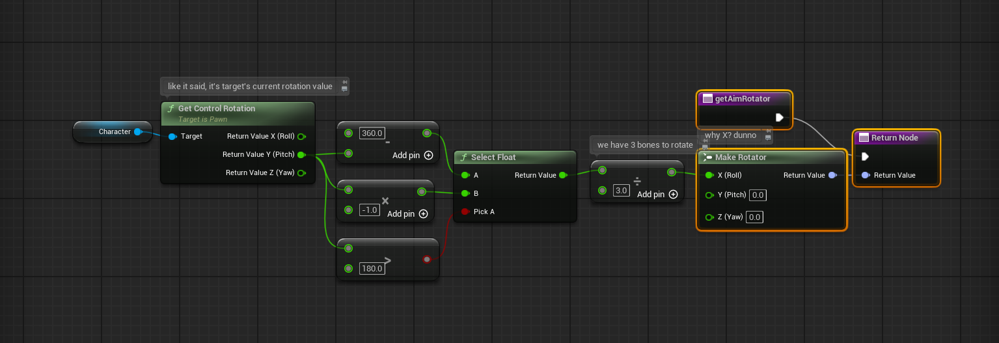 like it said, it's target's current rotation value
Get Control Rotation
Target is Pawn
Character
Target
Return Value X (Roll)
Return Value Y (Pitch)
Return Value Z (Yaw)
360.0
-
Add pin
×
-1.0
Add pin
>
180.0
Select Float
A
Return Value
B
Pick A
we have 3 bones to rotate
÷
3.0
Add pin
getAimRotator
why X? dunno
Make Rotator
X (Roll)
Return Value
Y (Pitch)
0.0
Z (Yaw)
0.0
Return Node
Return Value